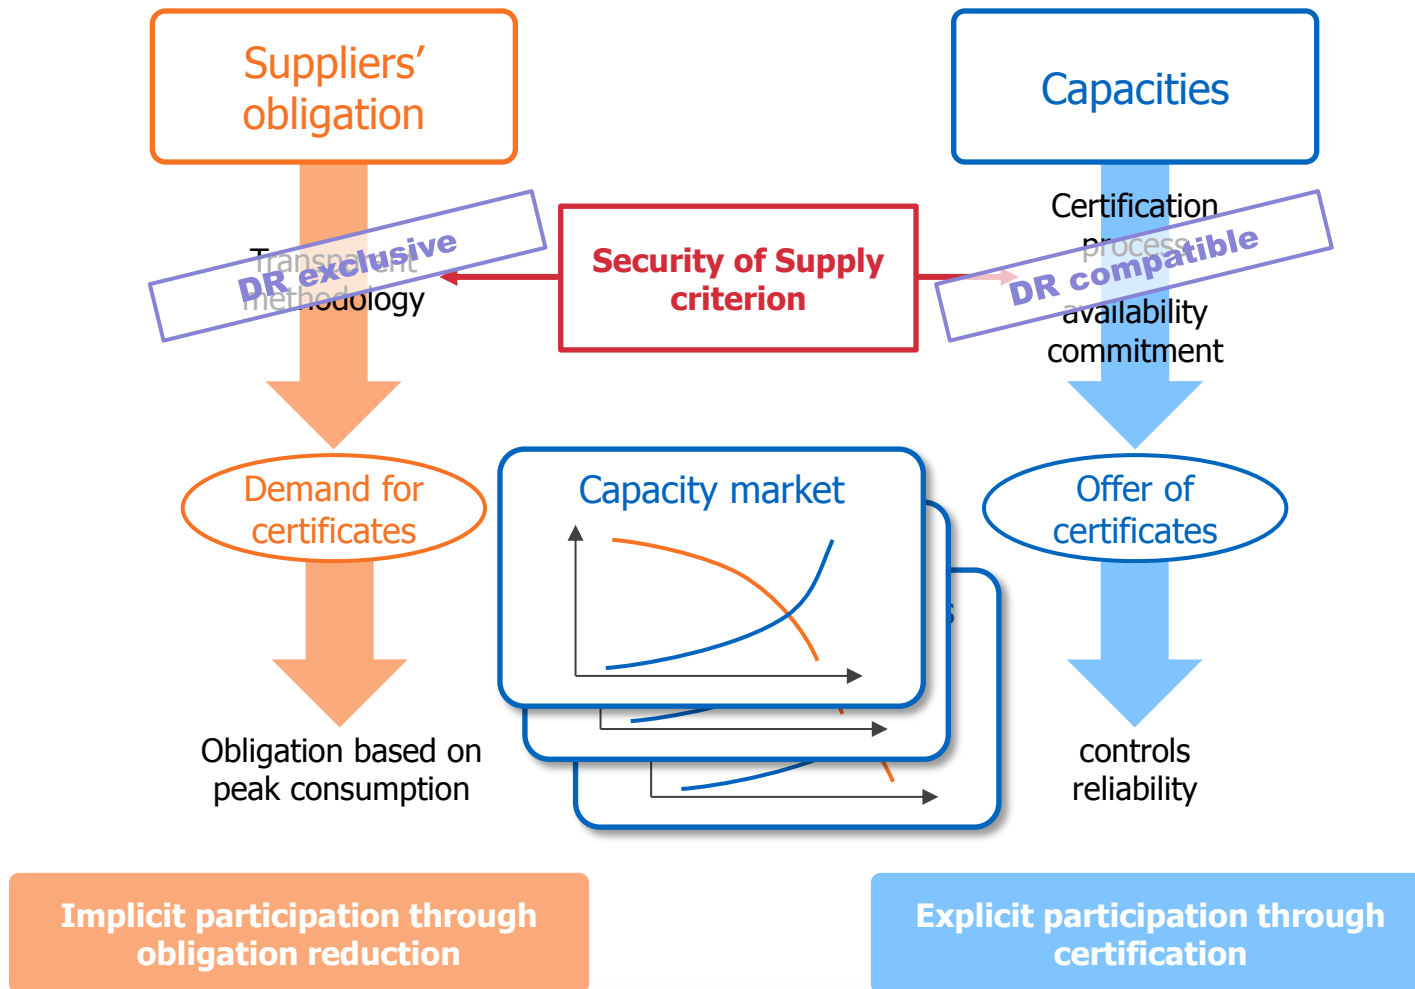 Suppliers’
obligation
Capacities
Transparent
methodology
DR exclusive
Security of Supply
criterion
Certification
process
availability
commitment
DR compatible
Demand for
certificates
Capacity market
Offer of
certificates
Obligation based on
peak consumption
controls
reliability
Implicit participation through
obligation reduction
Explicit participation through
certification